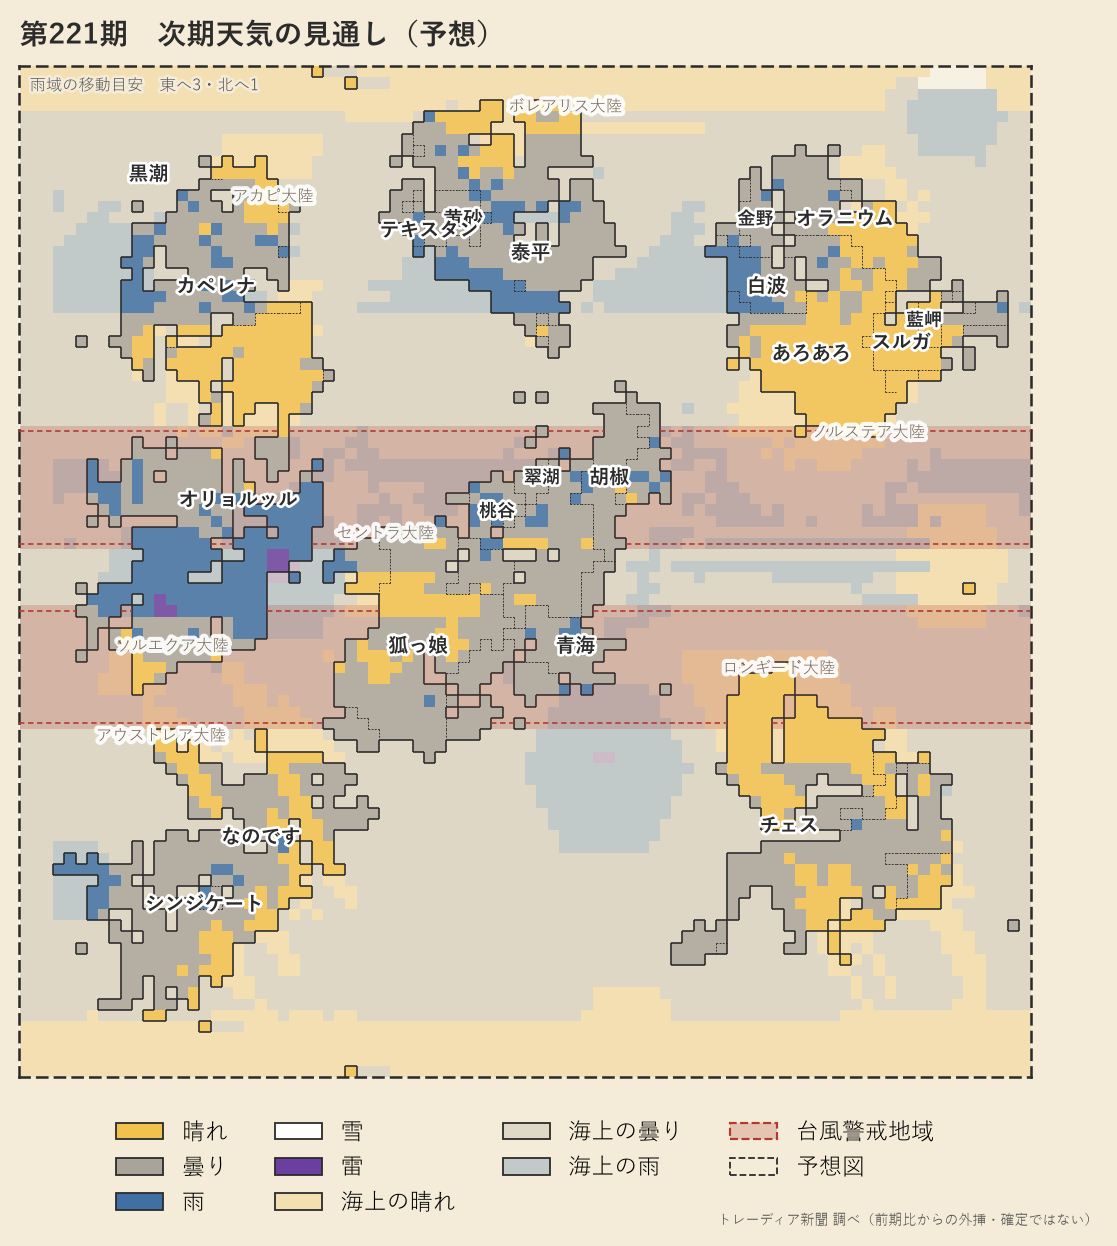 第221期　次期天気の見通し（予想）
雨域の移動目安　東へ3・北へ1
ボレアリス大陸
黒潮
アカピ大陸
黄砂
テキスタン
泰平
金野
オラニウム
カペレナ
白波
藍岬
スルガ
あろあろ
ノルステア大陸
翠湖
胡椒
オリョルッル
桃谷
セントラ大陸
ソルエクア大陸
狐っ娘
青海
ロンギード大陸
アウストレア大陸
チェス
なのです
シンジケート
晴れ
雪
海上の曇り
台風警戒地域
曇り
雷
海上の雨
予想図
雨
海上の晴れ
トレーディア新聞 調べ（前期比からの外挿・確定ではない）